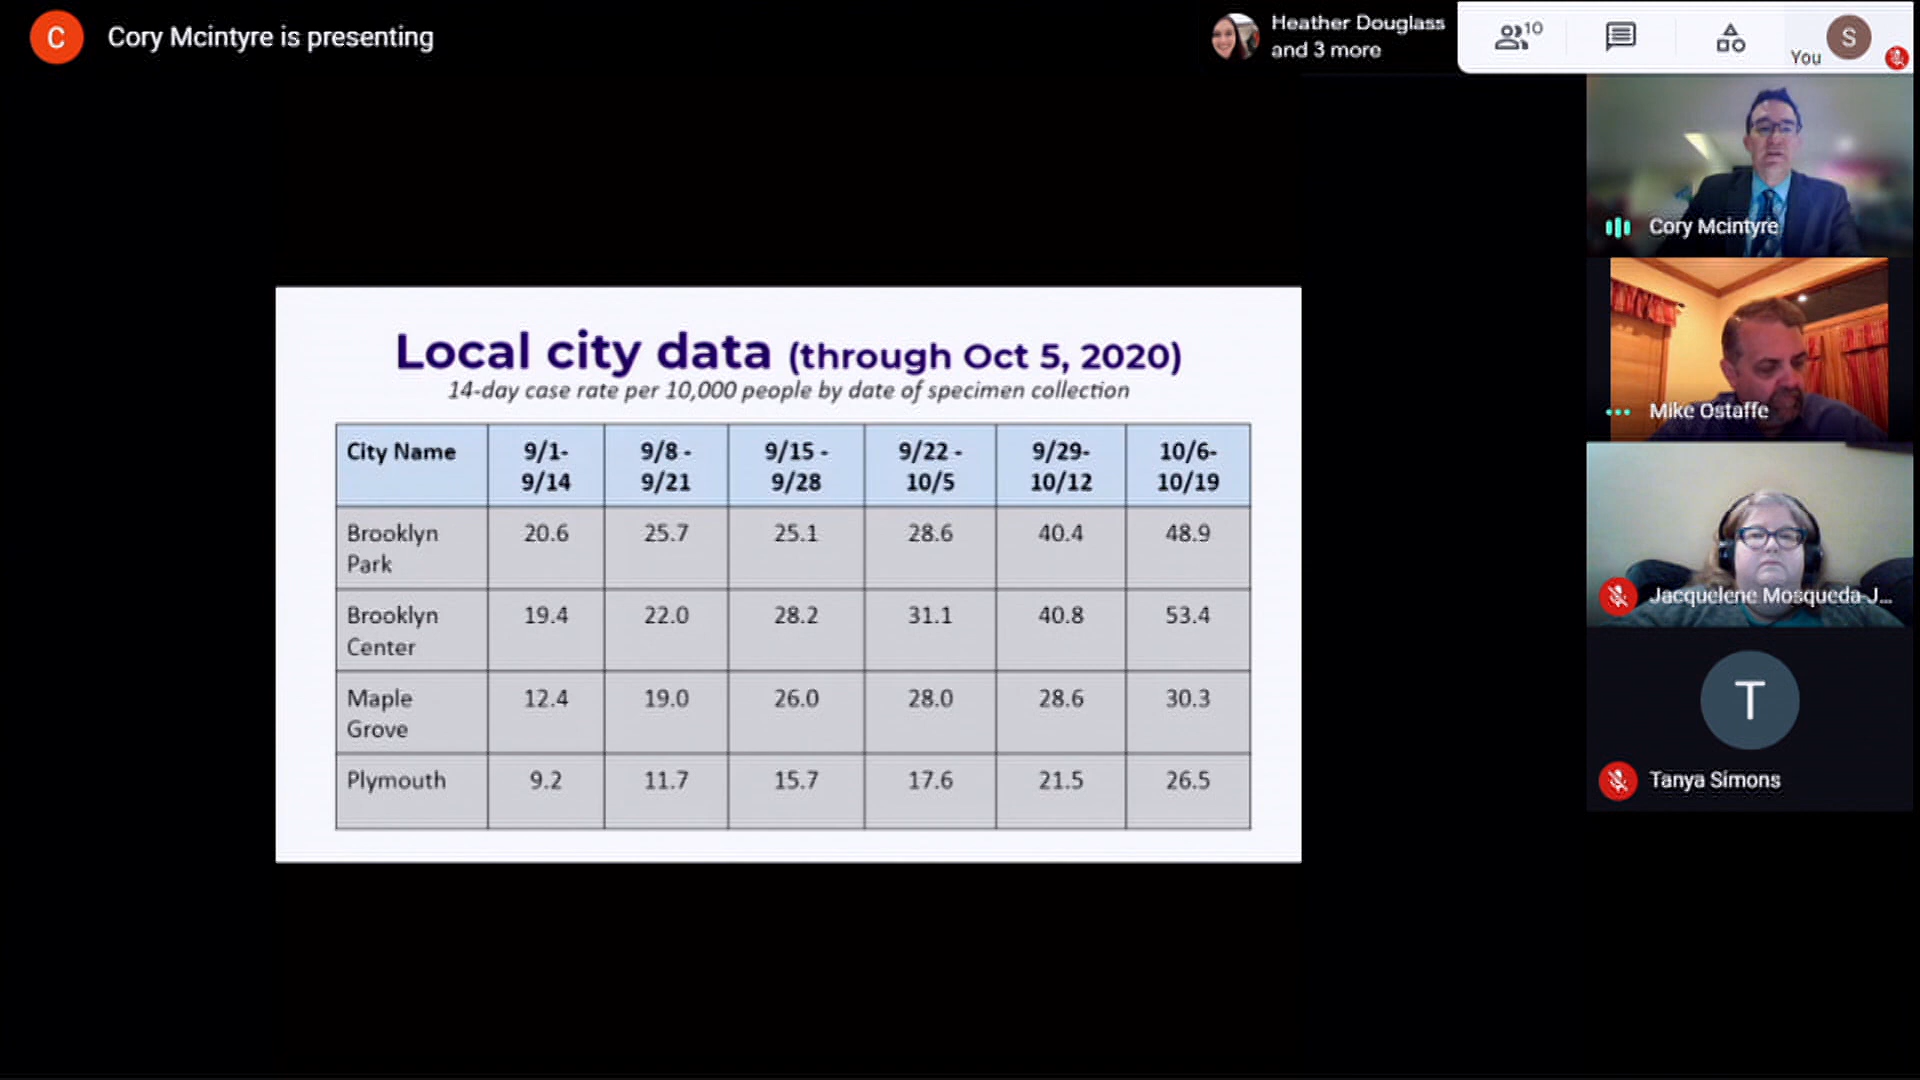 C
Cory Mcintyre is presenting
Heather Douglass
and 3 more
10
You
S
Cory Mcintyre
Mike Ostaffe
Jacquelene Mosqueda-J...
T
Tanya Simons
Local city data (through Oct 5, 2020)
14-day case rate per 10,000 people by date of specimen collection
City Name 9/1- 9/8 - 9/15 - 9/22 - 9/29- 10/6-
9/14 9/21 9/28 10/5 10/12 10/19
Brooklyn 20.6 25.7 25.1 28.6 40.4 48.9
Park
Brooklyn 19.4 22.0 28.2 31.1 40.8 53.4
Center
Maple 12.4 19.0 26.0 28.0 28.6 30.3
Grove
Plymouth 9.2 11.7 15.7 17.6 21.5 26.5